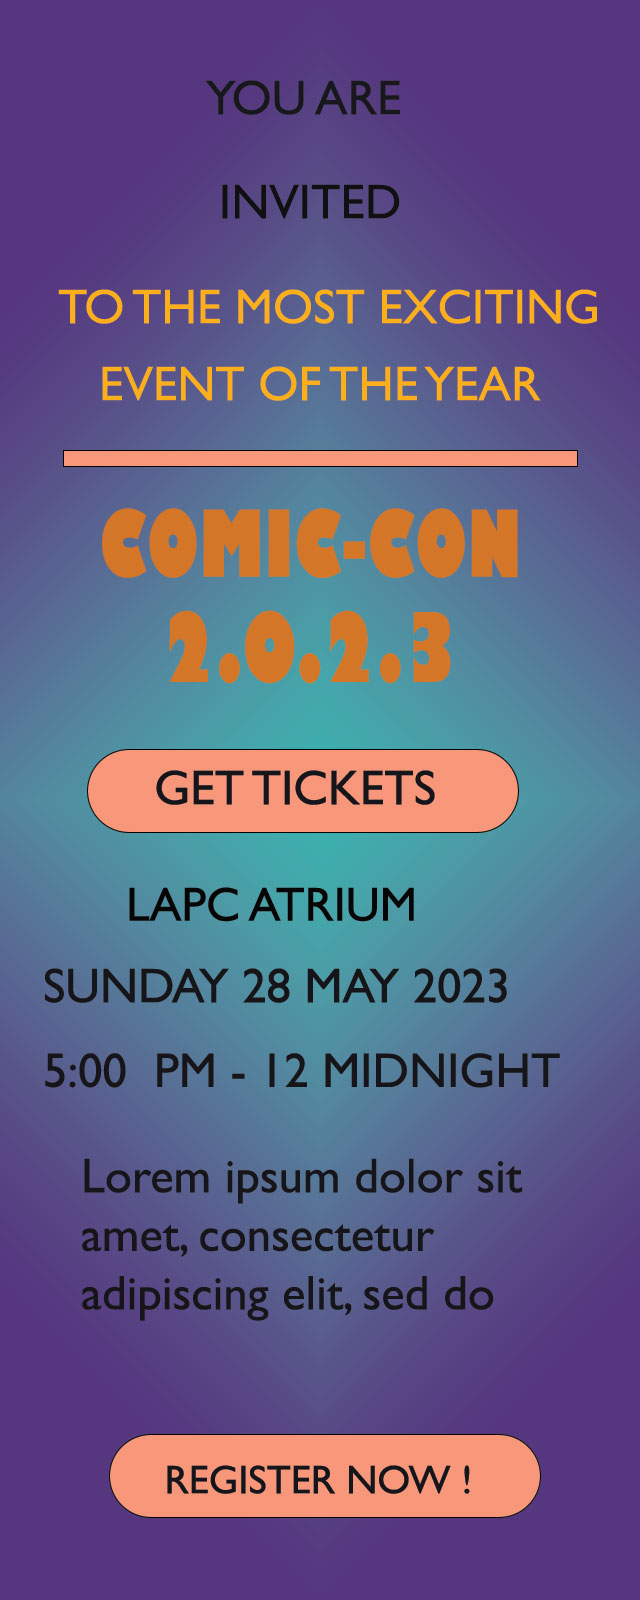 YOU ARE
INVITED
TO THE MOST EXCITING
EVENT OF THE YEAR
COMIC-CON
2.0.2.3
GET TICKETS
LAPC ATRIUM
SUNDAY 28 MAY 2023
5:00 PM - 12 MIDNIGHT
Lorem ipsum dolor sit
amet, consectetur
adipiscing elit, sed do
REGISTER NOW !